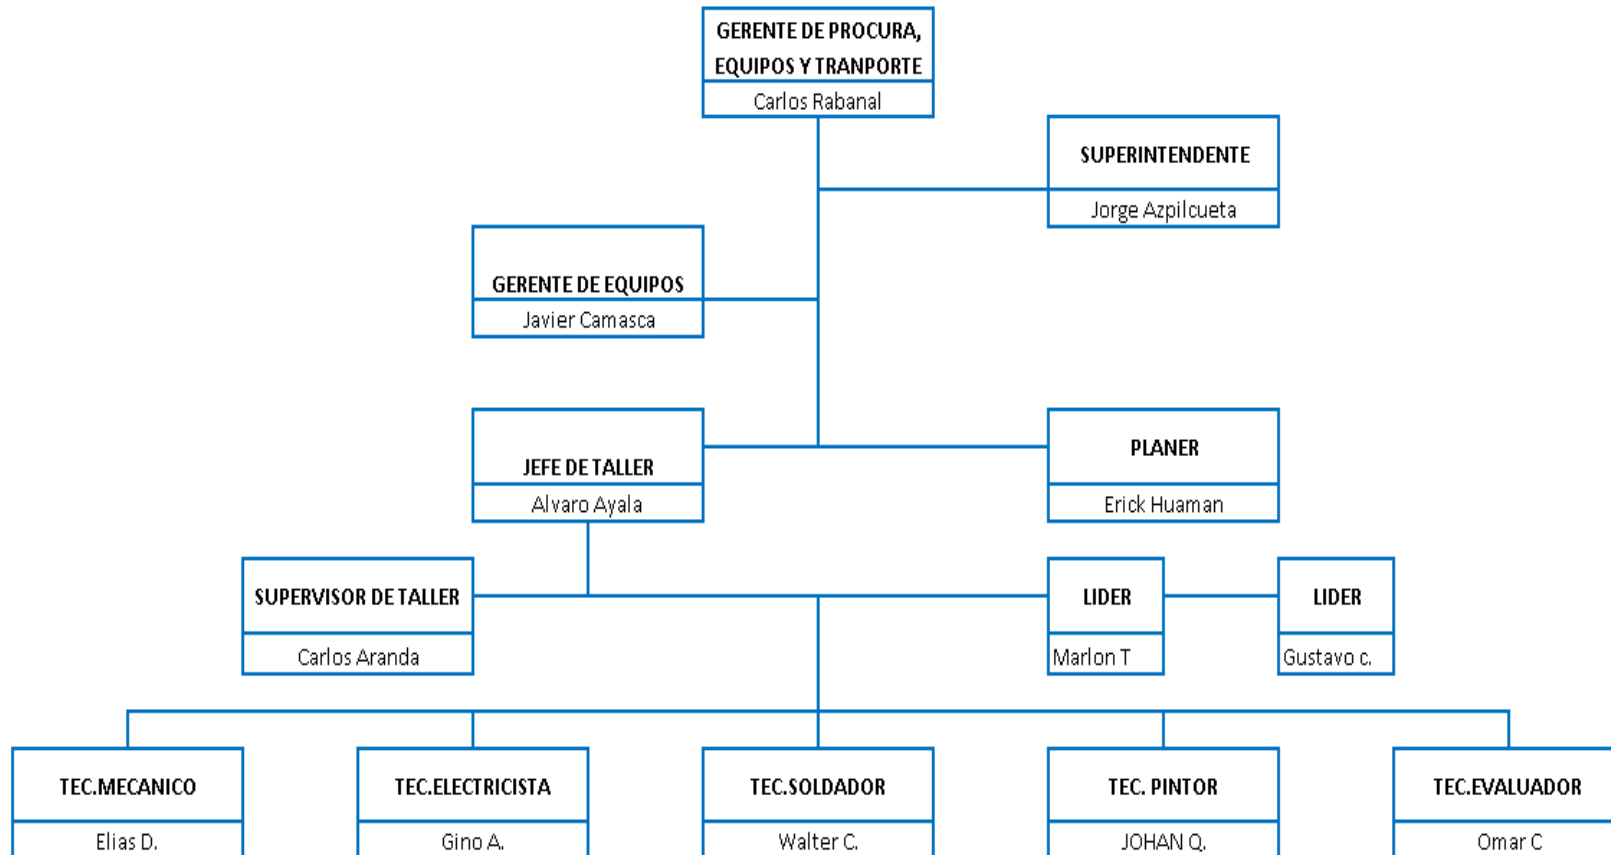 GERENTE DE PROCURA,
EQUIPOS Y TRANPORTE
Carlos Rabanal
SUPERINTENDENTE
Jorge Azpilcueta
GERENTE DE EQUIPOS
Javier Camasca
JEFE DE TALLER
Alvaro Ayala
PLANER
Erick Huaman
SUPERVISOR DE TALLER
Carlos Aranda
LIDER
Marlon T
LIDER
Gustavo c.
TEC.MECANICO
Elias D.
TEC.ELECTRICISTA
Gino A.
TEC.SOLDADOR
Walter C.
TEC. PINTOR
JOHAN Q.
TEC.EVALUADOR
Omar C